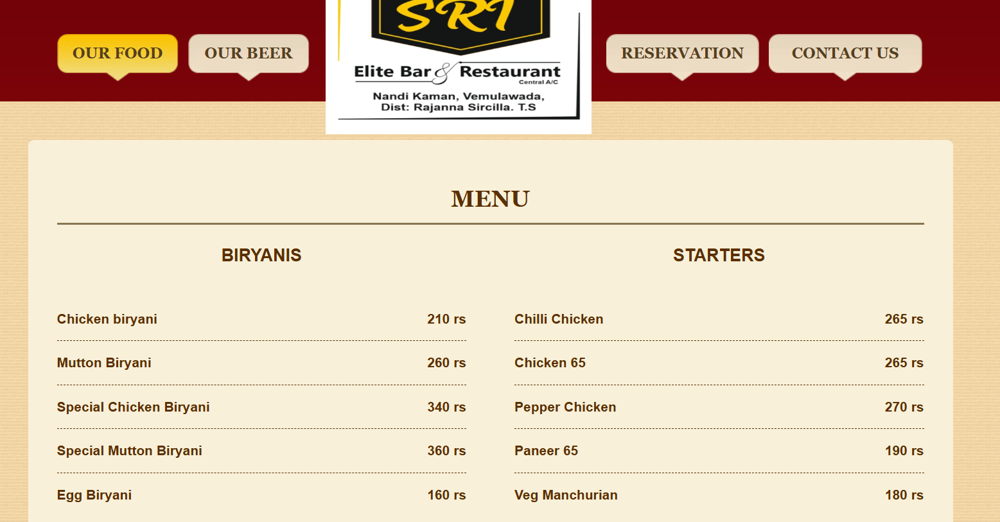 OUR FOOD
OUR BEER
SRI
Elite Bar & Restaurant
Central A/C
Nandi Kaman, Vemulawada,
Dist: Rajanna Sircilla. T.S
RESERVATION
CONTACT US
MENU
BIRYANIS
Chicken biryani 210 rs
Mutton Biryani 260 rs
Special Chicken Biryani 340 rs
Special Mutton Biryani 360 rs
Egg Biryani 160 rs
STARTERS
Chilli Chicken 265 rs
Chicken 65 265 rs
Pepper Chicken 270 rs
Paneer 65 190 rs
Veg Manchurian 180 rs